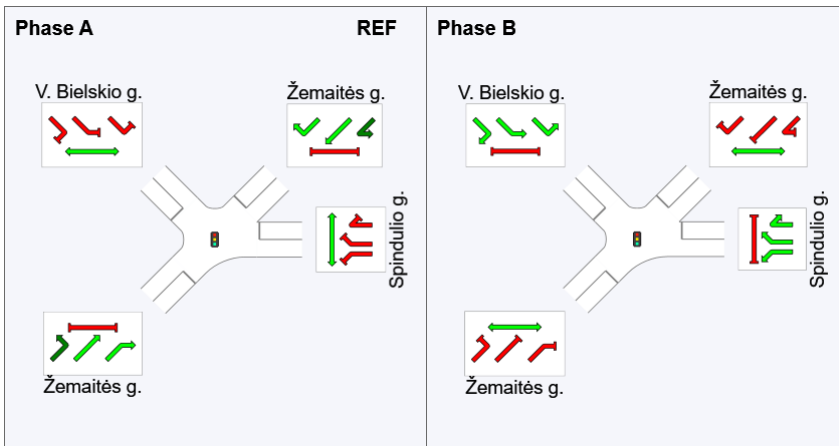 Phase A
REF
V. Bielskio g.
Žemaitės g.
Spindulio g.
Žemaitės g.
Phase B
V. Bielskio g.
Žemaitės g.
Spindulio g.
Žemaitės g.